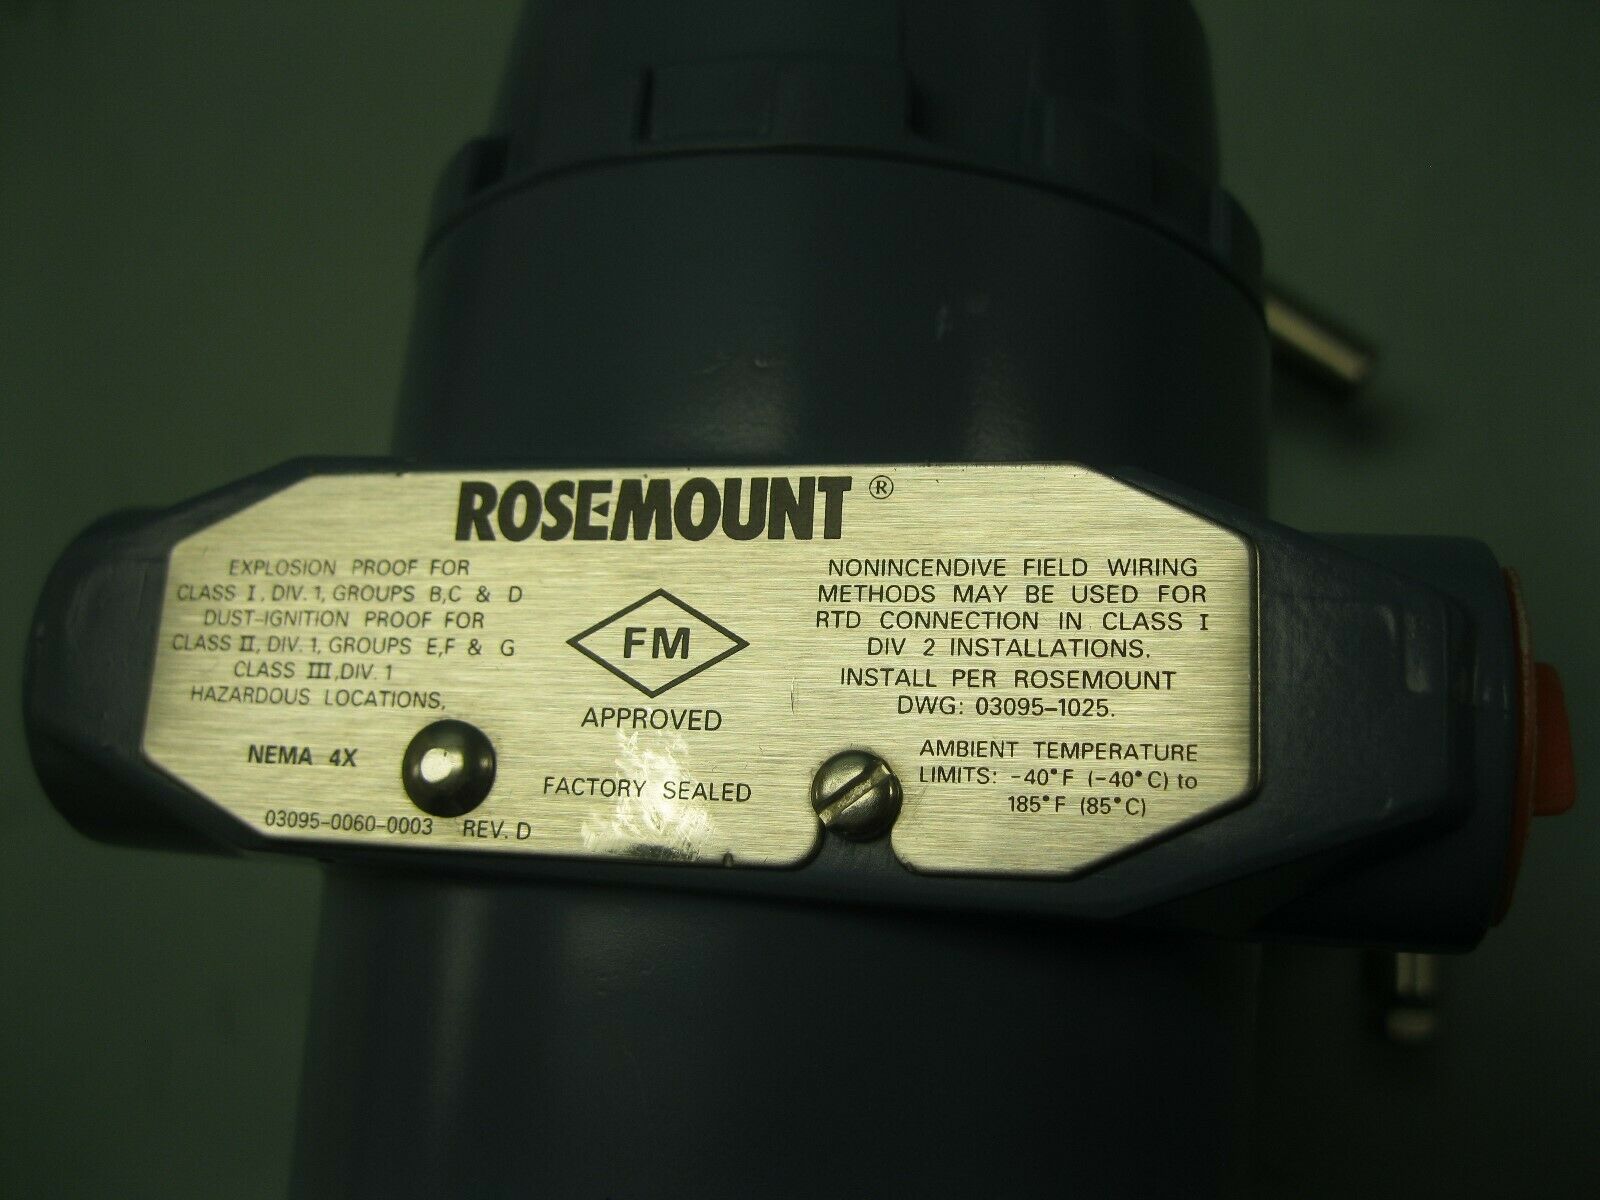 ROSEMOUNT ®
EXPLOSION PROOF FOR
CLASS I, DIV. 1, GROUPS B,C & D
DUST-IGNITION PROOF FOR
CLASS II, DIV. 1, GROUPS E,F & G
CLASS III, DIV. 1
HAZARDOUS LOCATIONS,
NEMA 4X
03095-0060-0003 REV. D
FM
APPROVED
FACTORY SEALED
NONINCENDIVE FIELD WIRING
METHODS MAY BE USED FOR
RTD CONNECTION IN CLASS I
DIV 2 INSTALLATIONS.
INSTALL PER ROSEMOUNT
DWG: 03095-1025.
AMBIENT TEMPERATURE
LIMITS: -40°F (-40°C) to
185°F (85°C)